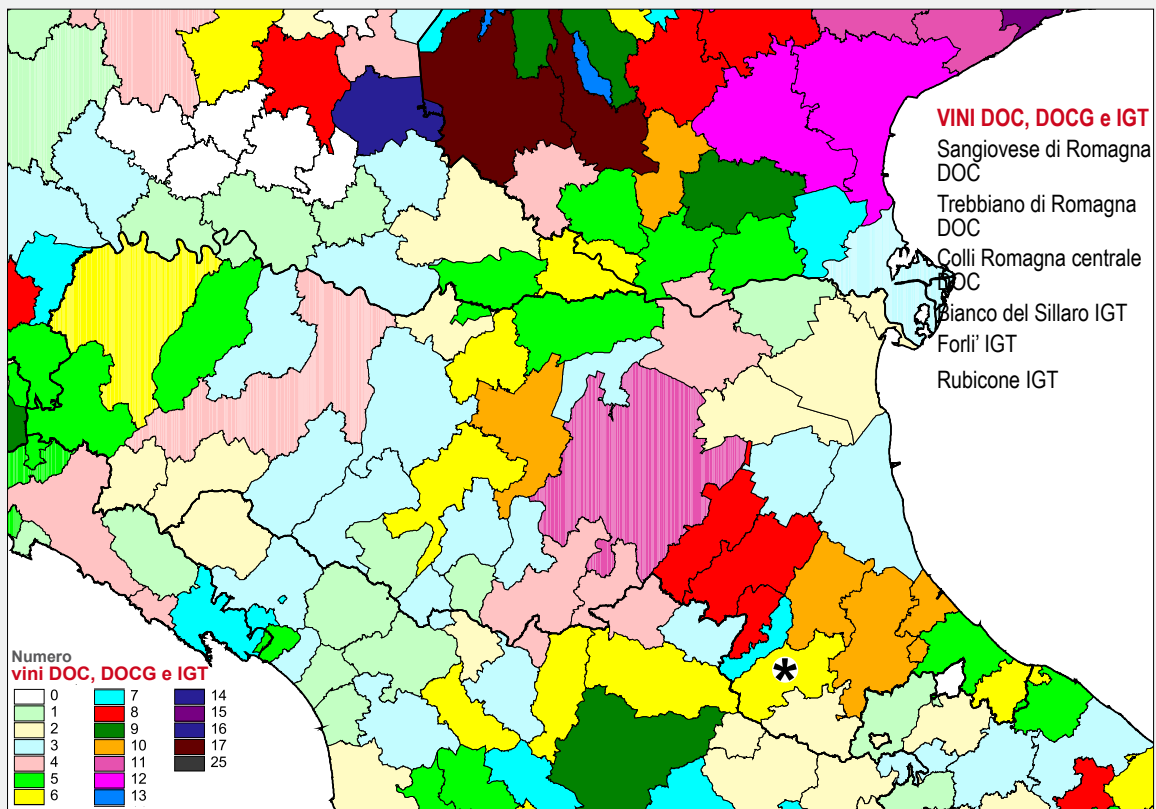 VINI DOC, DOCG e IGT
Sangiovese di Romagna
DOC
Trebbiano di Romagna
DOC
Colli Romagna centrale
DOC
Bianco del Sillaro IGT
Forli' IGT
Rubicone IGT
*
Numero
vini DOC, DOCG e IGT
0 7 14
1 8 15
2 9 16
3 10 17
4 11 25
5 12
6 13